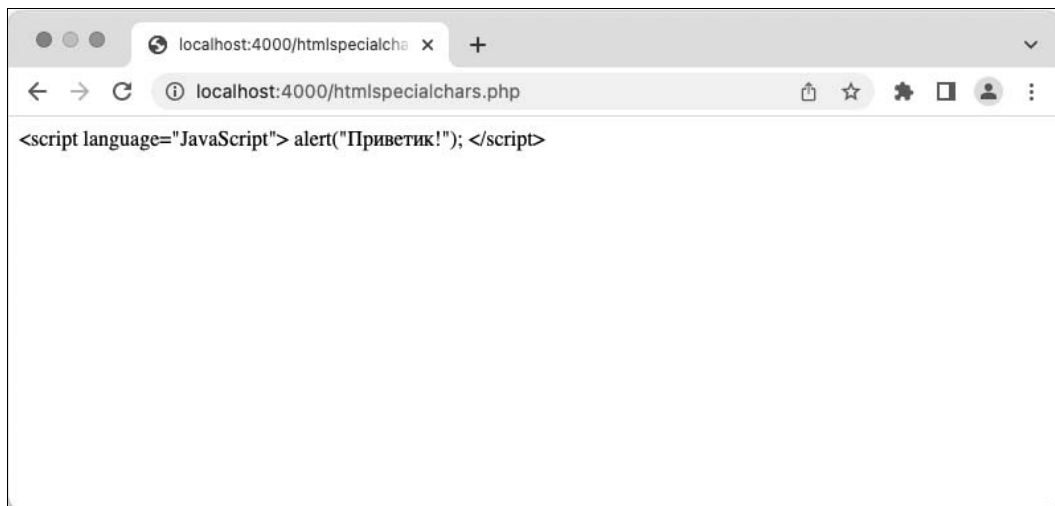 localhost:4000/htmlspecialcha
localhost:4000/htmlspecialchars.php
<script language="JavaScript"> alert("Приветик!"); </script>